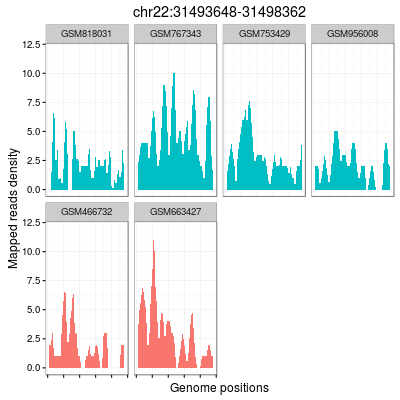 chr22:31493648-31498362
GSM818031 GSM767343 GSM753429 GSM956008
12.5
10.0
7.5
5.0
2.5
0.0
GSM466732 GSM663427
12.5
10.0
7.5
5.0
2.5
0.0
Mapped reads density
Genome positions